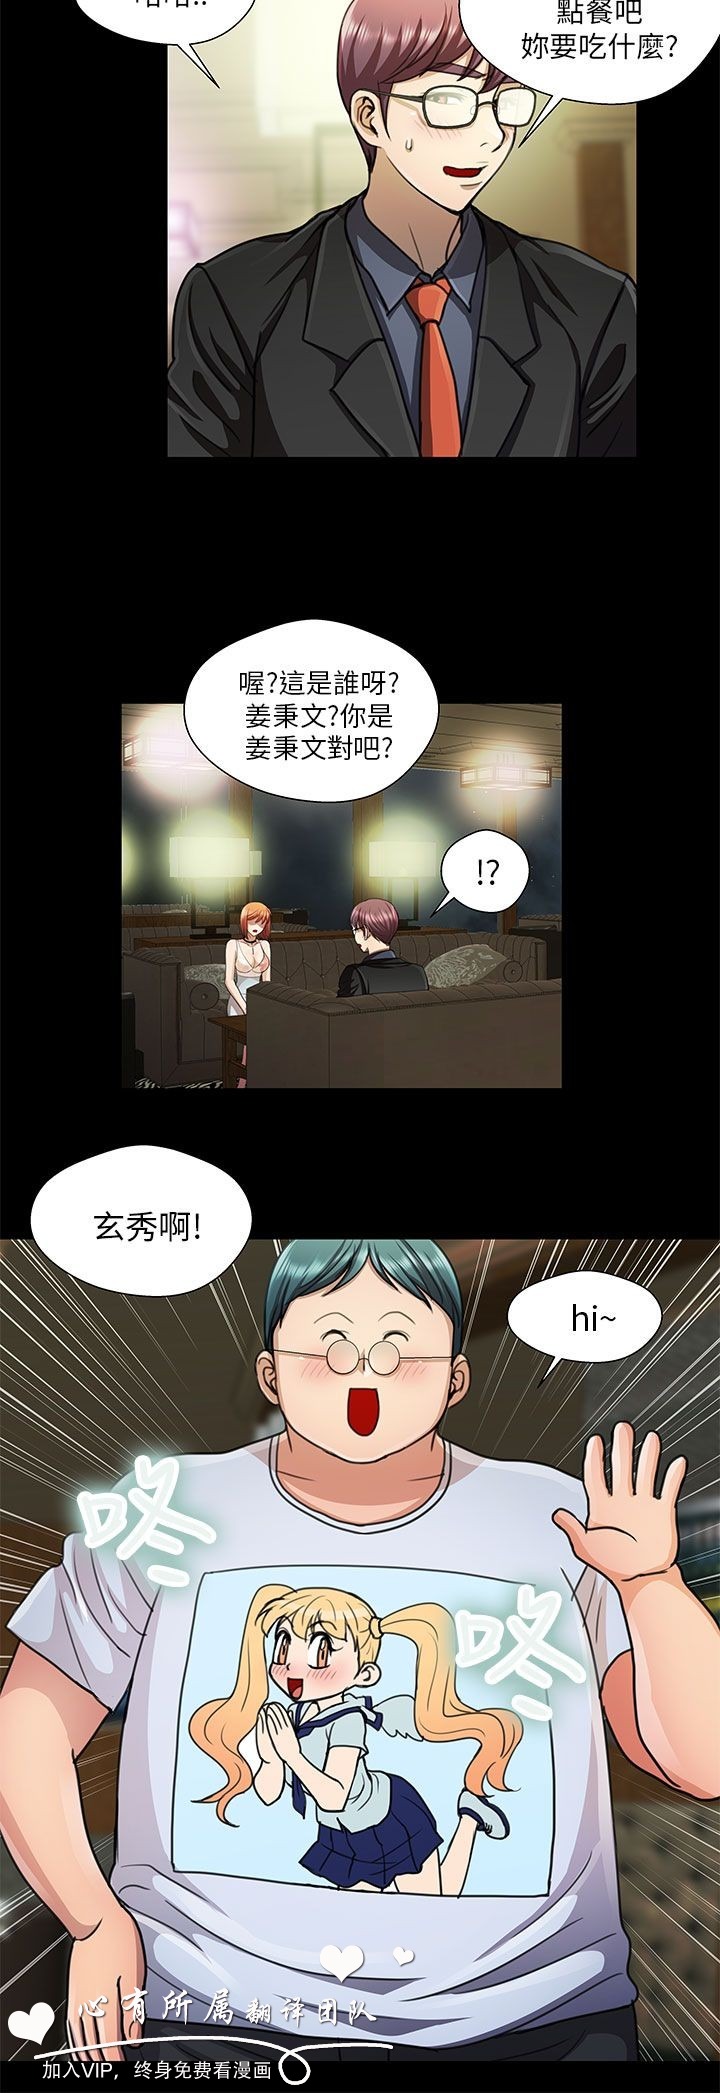 哈哈..
點餐吧
妳要吃什麼?
喔?這是誰呀?
姜秉文?你是
姜秉文對吧?
!?
玄秀啊!
hi~
咚
咚
心有所属翻译团队
加入VIP，终身免费看漫画